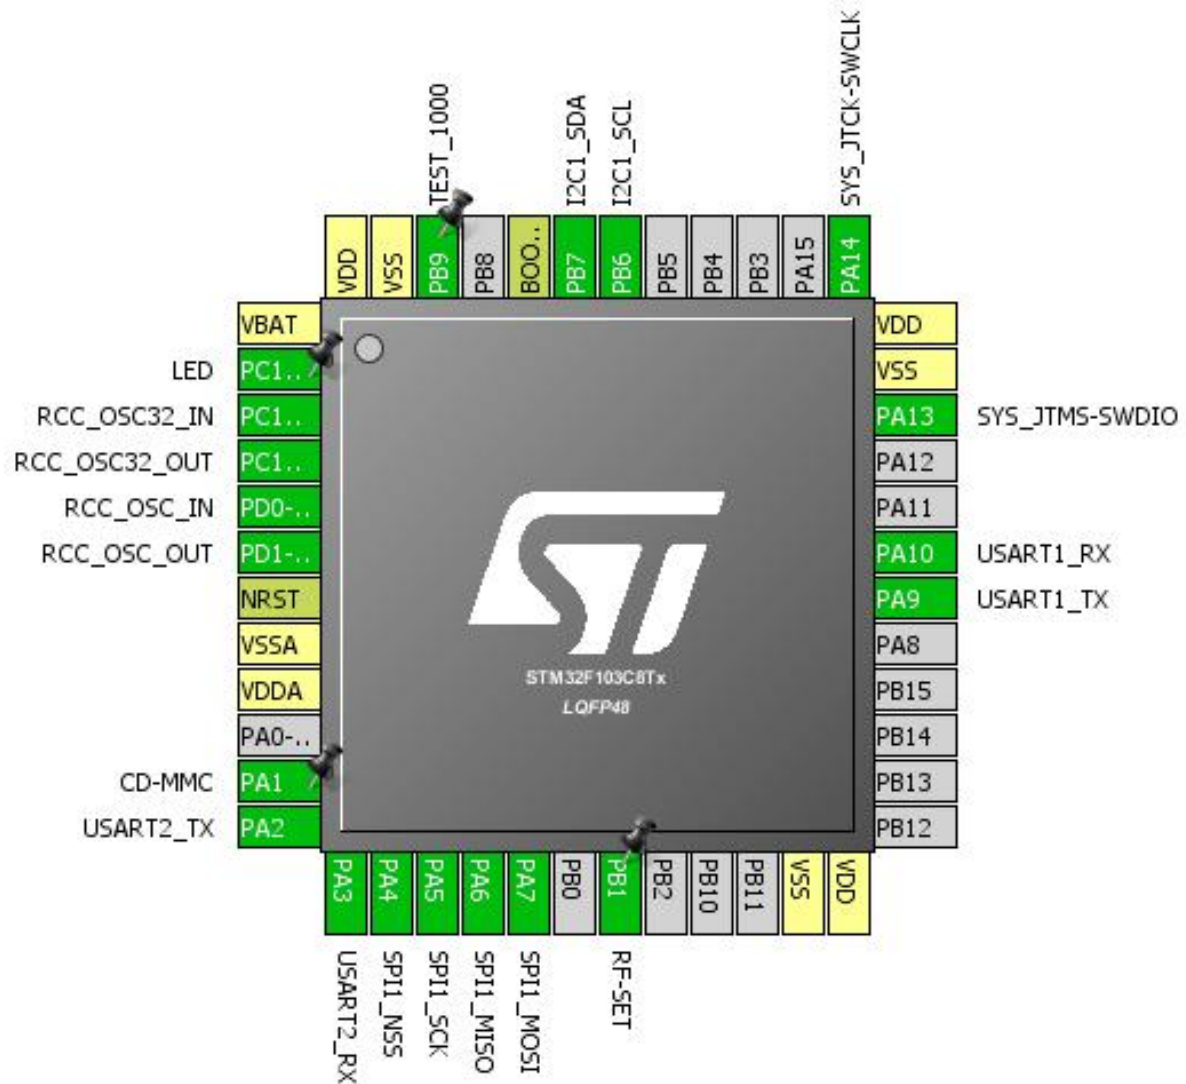 SYS_JTCK-SWCLK
TEST_1000
I2C1_SDA
I2C1_SCL
VDD
VSS
PB9
PB8
BOO..
PB7
PB6
PB5
PB4
PB3
PA15
PA14
VBAT
LED PC1..
RCC_OSC32_IN PC1..
RCC_OSC32_OUT PC1..
RCC_OSC_IN PD0-..
RCC_OSC_OUT PD1-..
NRST
VSSA
VDDA
PA0-..
CD-MMC PA1
USART2_TX PA2
ST
STM32F103C8Tx
LQFP48
VDD
VSS
PA13 SYS_JTMS-SWDIO
PA12
PA11
PA10 USART1_RX
PA9 USART1_TX
PA8
PB15
PB14
PB13
PB12
PA3
PA4
PA5
PA6
PA7
PB0
PB1
PB2
PB10
PB11
VSS
VDD
USART2_RX
SPI1_NSS
SPI1_SCK
SPI1_MISO
SPI1_MOSI
RF-SET